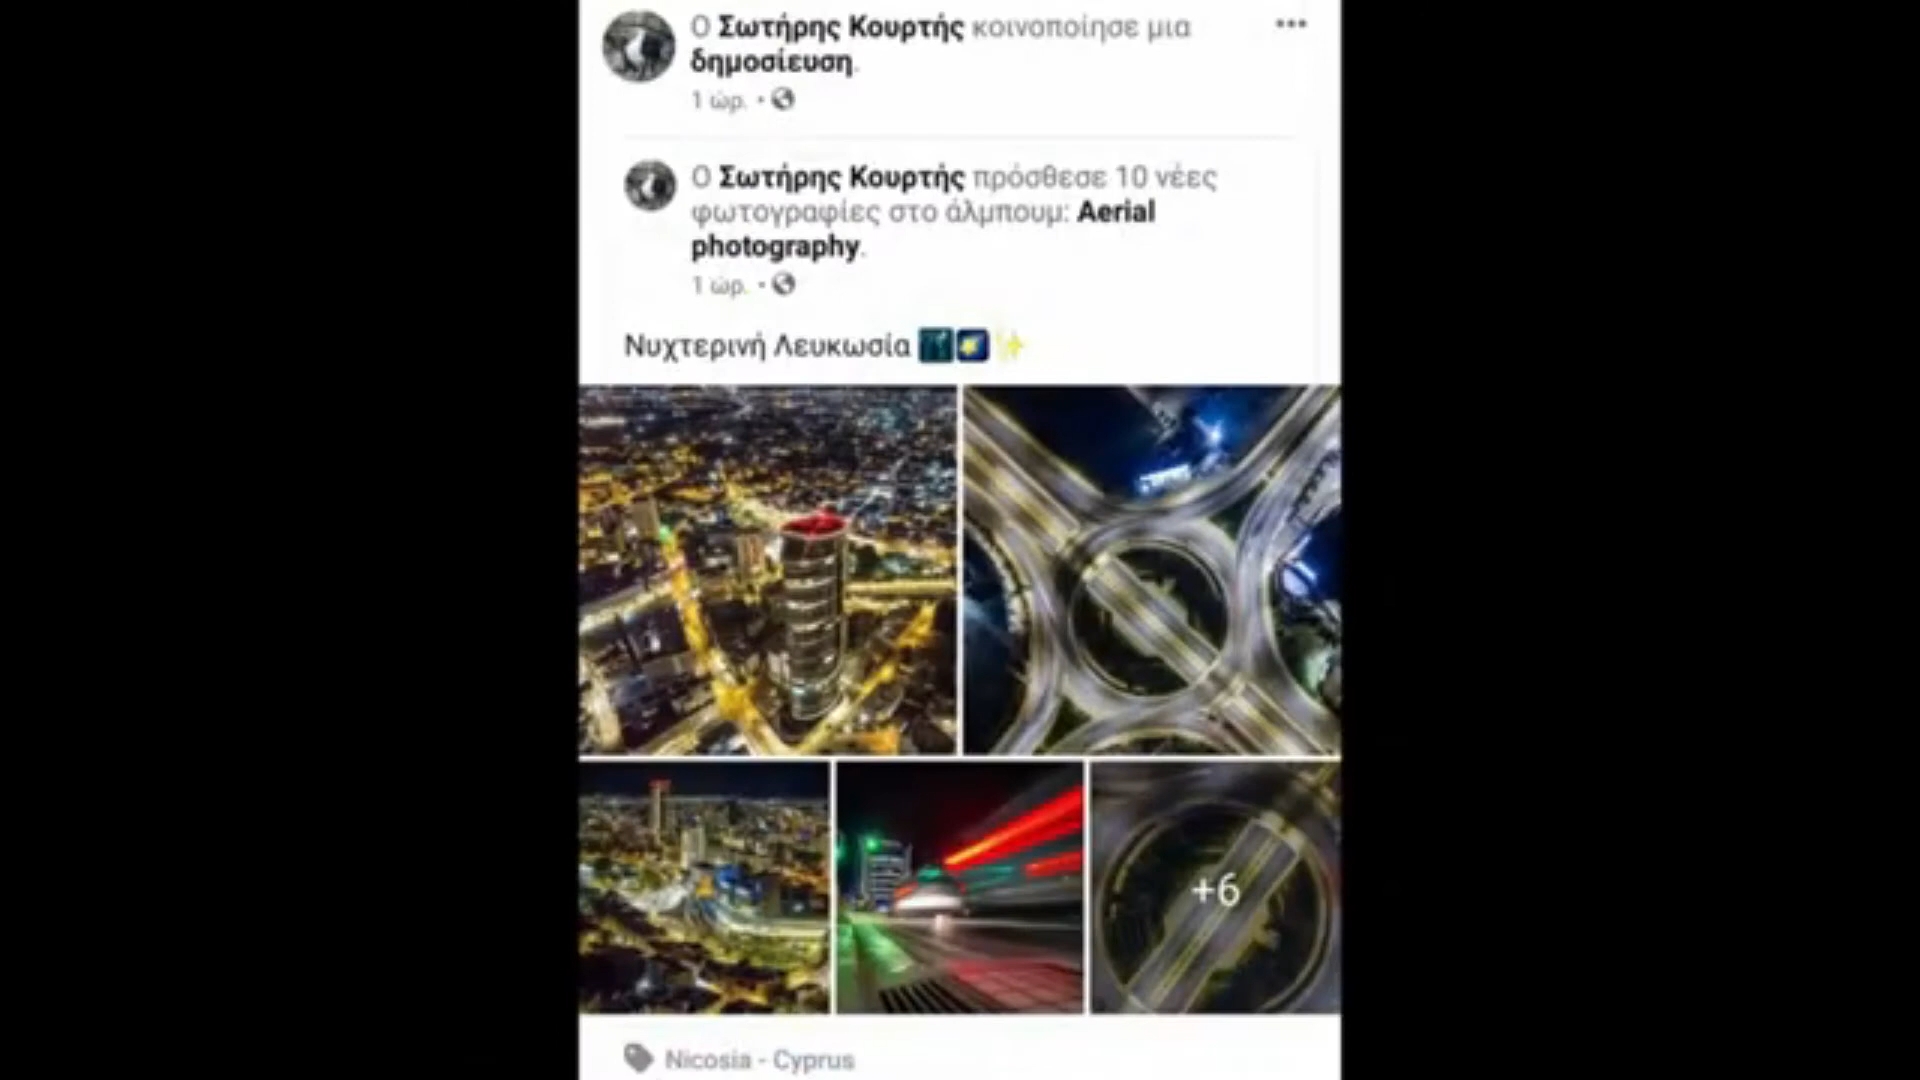 Ο Σωτήρης Κουρτής κοινοποίησε μια
δημοσίευση.
1 ώρ.
Ο Σωτήρης Κουρτής πρόσθεσε 10 νέες
φωτογραφίες στο άλμπουμ: Aerial
photography.
1 ώρ.
Νυχτερινή Λευκωσία
+6
Nicosia - Cyprus